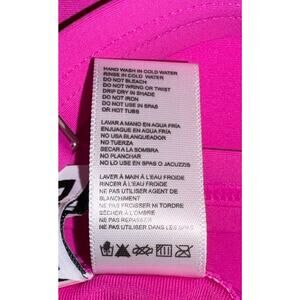 HAND WASH IN COLD WATER
RINSE IN COLD WATER
DO NOT BLEACH
DO NOT WRING OR TWIST
DRIP DRY IN SHADE
DO NOT IRON
DO NOT USE IN SPAS
OR HOT TUBS
LAVAR A MANO EN AGUA FRÍA
ENJUAGUE EN AGUA FRÍA
NO USA BLANQUEADOR
NO TUERZA
SECAR A LA SOMBRA
NO PLANCHAR
NO LO USE EN SPAS O JACUZZIS
LAVER À MAIN À L'EAU FROIDE
RINCER À L'EAU FROIDE
NE PAS UTILISER AGENT DE
BLANCHIMENT
NE PAS FROISSER NI TORDRE
SÉCHER À L'OMBRE
NE PAS REPASSER
NE PAS UTILISER DANS LES SPAS